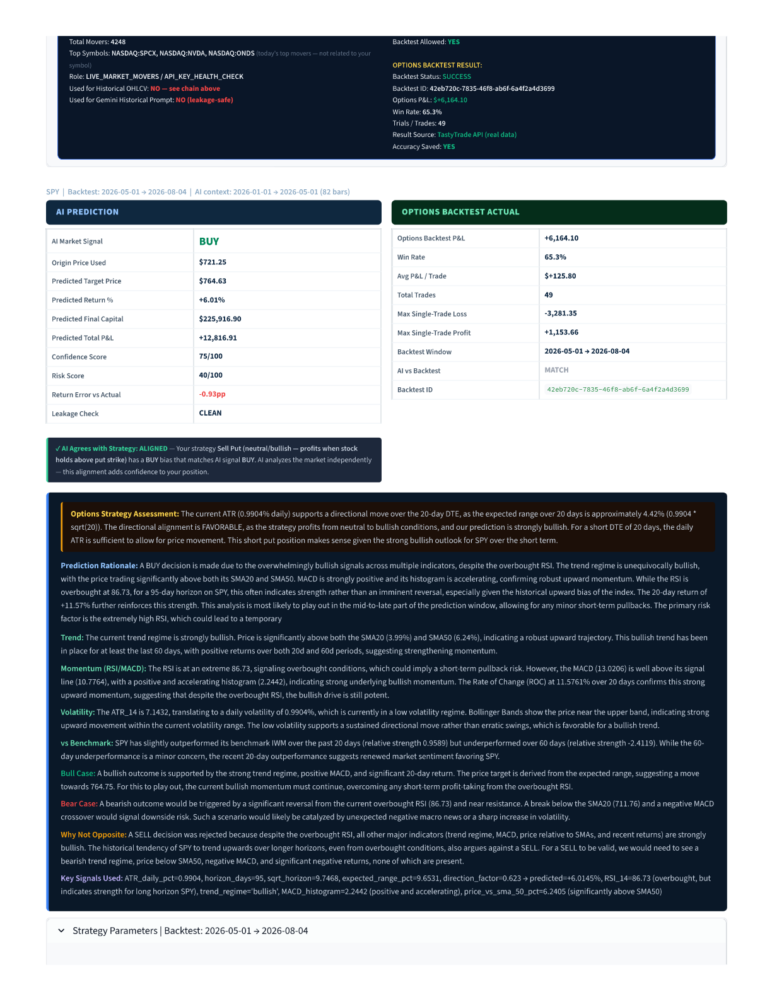 Total Movers: 4248
Top Symbols: NASDAQ:SPCX, NASDAQ:NVDA, NASDAQ:ONDS (today's top movers — not related to your
symbol)
Role: LIVE_MARKET_MOVERS / API_KEY_HEALTH_CHECK
Used for Historical OHLCV: NO — see chain above
Used for Gemini Historical Prompt: NO (leakage-safe)
Backtest Allowed: YES
OPTIONS BACKTEST RESULT:
Backtest Status: SUCCESS
Backtest ID: 42eb720c-7835-46f8-ab6f-6a4f2a4d3699
Options P&L: $+6,164.10
Win Rate: 65.3%
Trials / Trades: 49
Result Source: TastyTrade API (real data)
Accuracy Saved: YES
SPY | Backtest: 2026-05-01 → 2026-08-04 | AI context: 2026-01-01 → 2026-05-01 (82 bars)
AI PREDICTION
AI Market Signal BUY
Origin Price Used $721.25
Predicted Target Price $764.63
Predicted Return % +6.01%
Predicted Final Capital $225,916.90
Predicted Total P&L +12,816.91
Confidence Score 75/100
Risk Score 40/100
Return Error vs Actual -0.93pp
Leakage Check CLEAN
OPTIONS BACKTEST ACTUAL
Options Backtest P&L +6,164.10
Win Rate 65.3%
Avg P&L / Trade $+125.80
Total Trades 49
Max Single-Trade Loss -3,281.35
Max Single-Trade Profit +1,153.66
Backtest Window 2026-05-01 → 2026-08-04
AI vs Backtest MATCH
Backtest ID 42eb720c-7835-46f8-ab6f-6a4f2a4d3699
✓ AI Agrees with Strategy: ALIGNED — Your strategy Sell Put (neutral/bullish — profits when stock
holds above put strike) has a BUY bias that matches AI signal BUY. AI analyzes the market independently
— this alignment adds confidence to your position.
Options Strategy Assessment: The current ATR (0.9904% daily) supports a directional move over the 20-day DTE, as the expected range over 20 days is approximately 4.42% (0.9904 *
sqrt(20)). The directional alignment is FAVORABLE, as the strategy profits from neutral to bullish conditions, and our prediction is strongly bullish. For a short DTE of 20 days, the daily
ATR is sufficient to allow for price movement. This short put position makes sense given the strong bullish outlook for SPY over the short term.
Prediction Rationale: A BUY decision is made due to the overwhelmingly bullish signals across multiple indicators, despite the overbought RSI. The trend regime is unequivocally bullish,
with the price trading significantly above both its SMA20 and SMA50. MACD is strongly positive and its histogram is accelerating, confirming robust upward momentum. While the RSI is
overbought at 86.73, for a 95-day horizon on SPY, this often indicates strength rather than an imminent reversal, especially given the historical upward bias of the index. The 20-day return of
+11.57% further reinforces this strength. This analysis is most likely to play out in the mid-to-late part of the prediction window, allowing for any minor short-term pullbacks. The primary risk
factor is the extremely high RSI, which could lead to a temporary
Trend: The current trend regime is strongly bullish. Price is significantly above both the SMA20 (3.99%) and SMA50 (6.24%), indicating a robust upward trajectory. This bullish trend has been
in place for at least the last 60 days, with positive returns over both 20d and 60d periods, suggesting strengthening momentum.
Momentum (RSI/MACD): The RSI is at an extreme 86.73, signaling overbought conditions, which could imply a short-term pullback risk. However, the MACD (13.0206) is well above its signal
line (10.7764), with a positive and accelerating histogram (2.2442), indicating strong underlying bullish momentum. The Rate of Change (ROC) at 11.5761% over 20 days confirms this strong
upward momentum, suggesting that despite the overbought RSI, the bullish drive is still potent.
Volatility: The ATR_14 is 7.1432, translating to a daily volatility of 0.9904%, which is currently in a low volatility regime. Bollinger Bands show the price near the upper band, indicating strong
upward movement within the current volatility range. The low volatility supports a sustained directional move rather than erratic swings, which is favorable for a bullish trend.
vs Benchmark: SPY has slightly outperformed its benchmark IWM over the past 20 days (relative strength 0.9589) but underperformed over 60 days (relative strength -2.4119). While the 60-
day underperformance is a minor concern, the recent 20-day outperformance suggests renewed market sentiment favoring SPY.
Bull Case: A bullish outcome is supported by the strong trend regime, positive MACD, and significant 20-day return. The price target is derived from the expected range, suggesting a move
towards 764.75. For this to play out, the current bullish momentum must continue, overcoming any short-term profit-taking from the overbought RSI.
Bear Case: A bearish outcome would be triggered by a significant reversal from the current overbought RSI (86.73) and near resistance. A break below the SMA20 (711.76) and a negative MACD
crossover would signal downside risk. Such a scenario would likely be catalyzed by unexpected negative macro news or a sharp increase in volatility.
Why Not Opposite: A SELL decision was rejected because despite the overbought RSI, all other major indicators (trend regime, MACD, price relative to SMAs, and recent returns) are strongly
bullish. The historical tendency of SPY to trend upwards over longer horizons, even from overbought conditions, also argues against a SELL. For a SELL to be valid, we would need to see a
bearish trend regime, price below SMA50, negative MACD, and significant negative returns, none of which are present.
Key Signals Used: ATR_daily_pct=0.9904, horizon_days=95, sqrt_horizon=9.7468, expected_range_pct=9.6531, direction_factor=0.623 → predicted=+6.0145%, RSI_14=86.73 (overbought, but
indicates strength for long horizon SPY), trend_regime='bullish', MACD_histogram=2.2442 (positive and accelerating), price_vs_sma_50_pct=6.2405 (significantly above SMA50)
Strategy Parameters | Backtest: 2026-05-01 → 2026-08-04